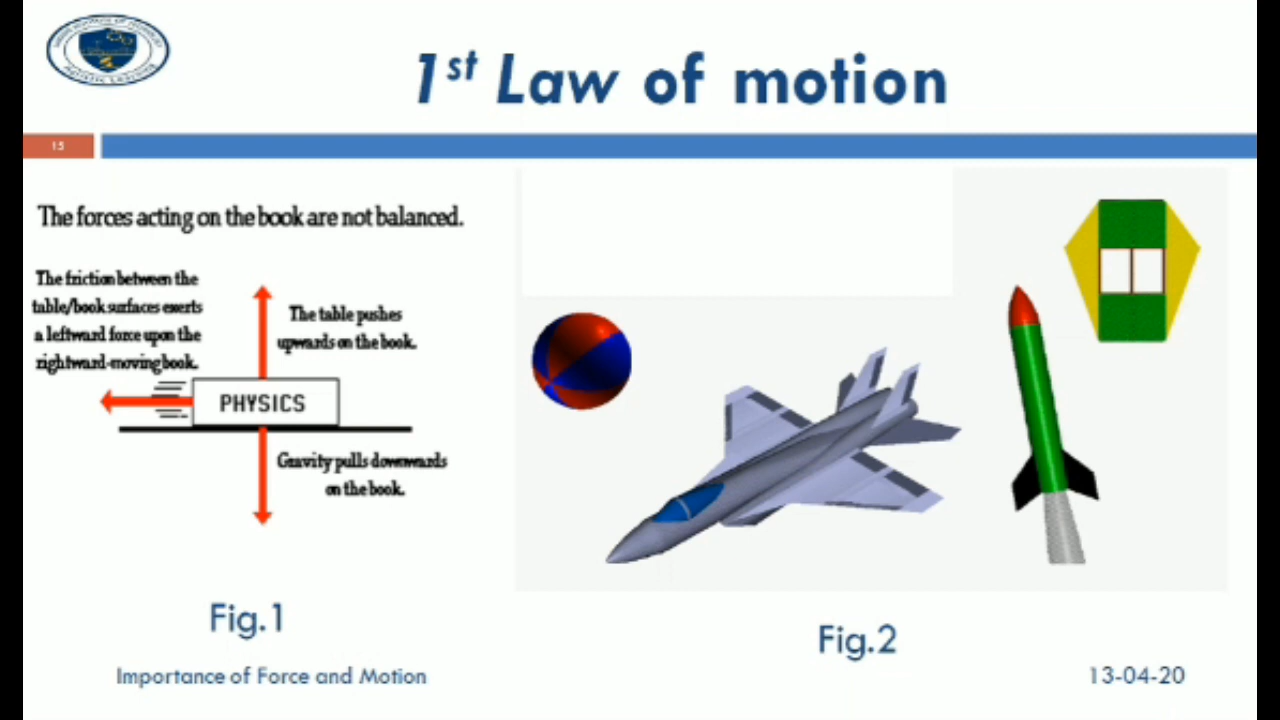 1st Law of motion
15
The forces acting on the book are not balanced.
The friction between the
table/book surfaces exerts
a leftward force upon the
rightward-moving book.
The table pushes
upwards on the book.
PHYSICS
Gravity pulls downwards
on the book.
Fig.1
Fig.2
Importance of Force and Motion
13-04-20